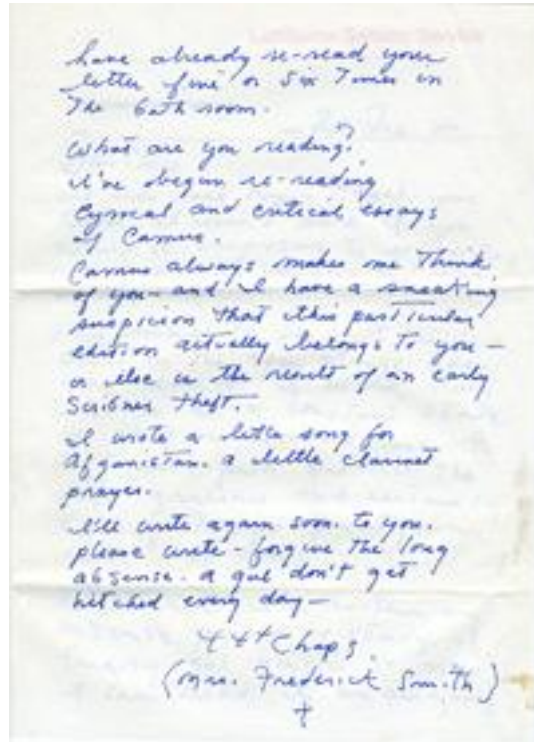 have already re-read your
letter five or six Times in
The bath room.
What are you reading?
I've begun re-reading
Lyrical and critical essays
of Camus.
Camus always makes me Think
of you - and I have a sneaking
suspicion That this particular
edition actually belongs To you -
or else is the result of an early
Scribner theft.
I wrote a little song for
Afganistan. a little clarinet
prayer.
I'll write again soon. to you.
please write - forgive The long
absense. a gal don't get
hitched every day -
Chaps
(Mrs. Frederick Smith)